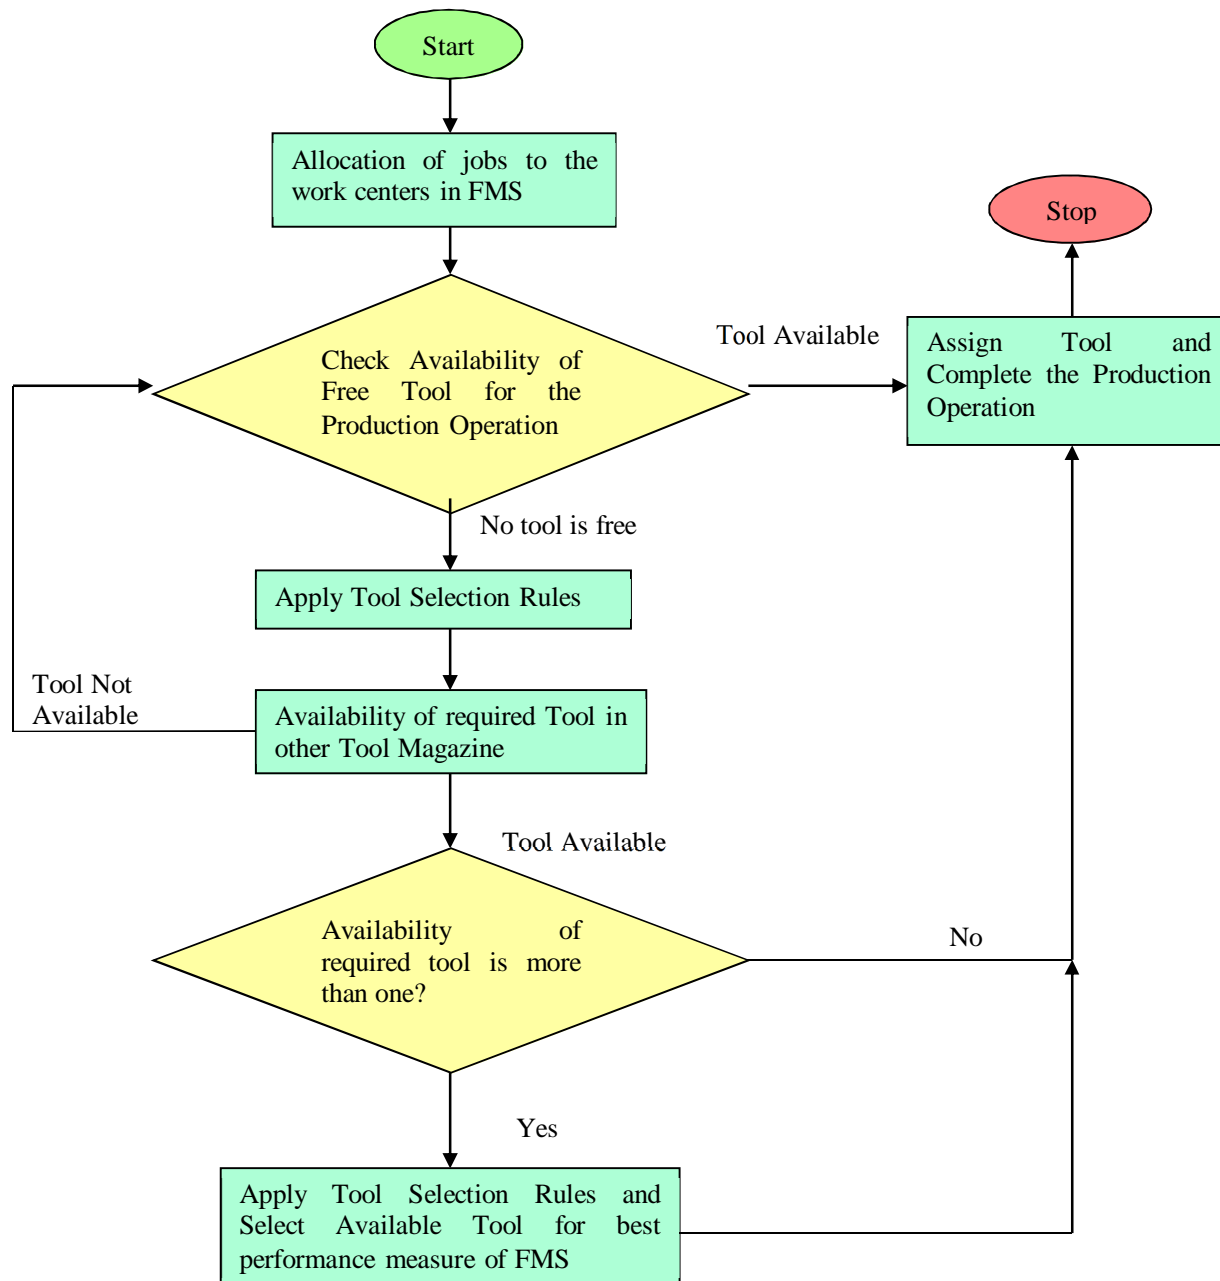 Start
Allocation of jobs to the
work centers in FMS
Stop
Tool Available
Assign Tool and
Complete the Production
Operation
Check Availability of
Free Tool for the
Production Operation
No tool is free
Apply Tool Selection Rules
Tool Not
Available
Availability of required Tool in
other Tool Magazine
Tool Available
Availability of
required tool is more
than one?
No
Yes
Apply Tool Selection Rules and
Select Available Tool for best
performance measure of FMS